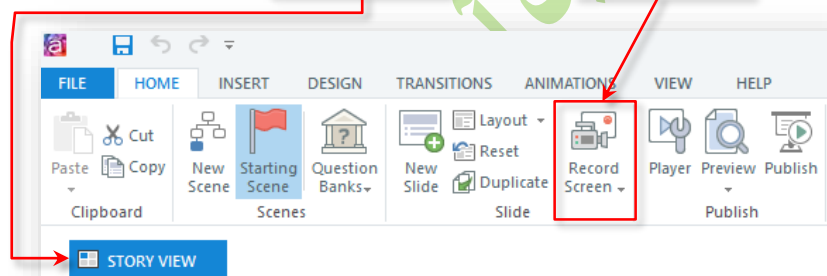 FILE HOME INSERT DESIGN TRANSITIONS ANIMATIONS VIEW HELP
Cut
Layout
Reset
Paste Copy New Scene Starting Scene Question Banks New Slide Duplicate Record Screen Player Preview Publish
Clipboard Scenes Slide Publish
STORY VIEW